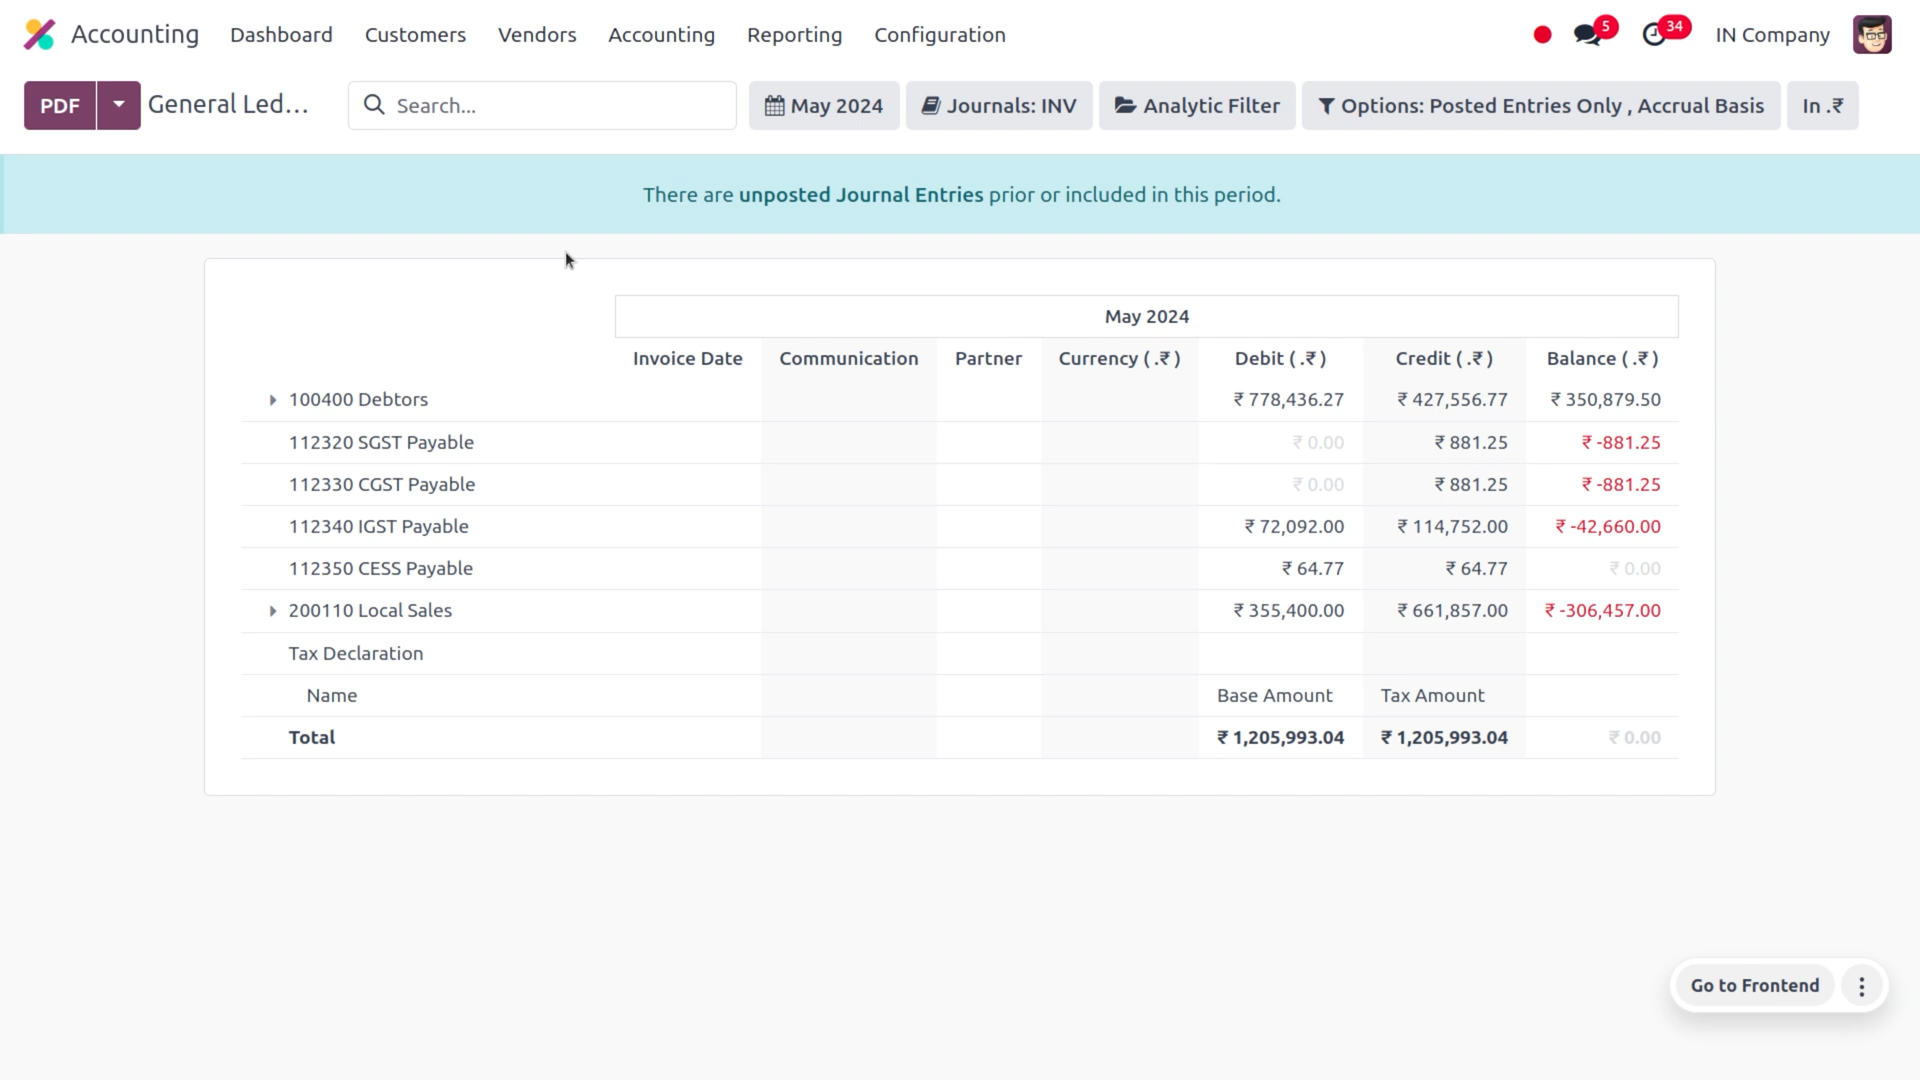 Accounting Dashboard Customers Vendors Accounting Reporting Configuration 5 34 IN Company
PDF General Led... Search... May 2024 Journals: INV Analytic Filter Options: Posted Entries Only , Accrual Basis In .₹
There are unposted Journal Entries prior or included in this period.
May 2024
Invoice Date Communication Partner Currency ( .₹ ) Debit ( .₹ ) Credit ( .₹ ) Balance ( .₹ )
100400 Debtors ₹ 778,436.27 ₹ 427,556.77 ₹ 350,879.50
112320 SGST Payable ₹ 0.00 ₹ 881.25 ₹ -881.25
112330 CGST Payable ₹ 0.00 ₹ 881.25 ₹ -881.25
112340 IGST Payable ₹ 72,092.00 ₹ 114,752.00 ₹ -42,660.00
112350 CESS Payable ₹ 64.77 ₹ 64.77 ₹ 0.00
200110 Local Sales ₹ 355,400.00 ₹ 661,857.00 ₹ -306,457.00
Tax Declaration
Name Base Amount Tax Amount
Total ₹ 1,205,993.04 ₹ 1,205,993.04 ₹ 0.00
Go to Frontend